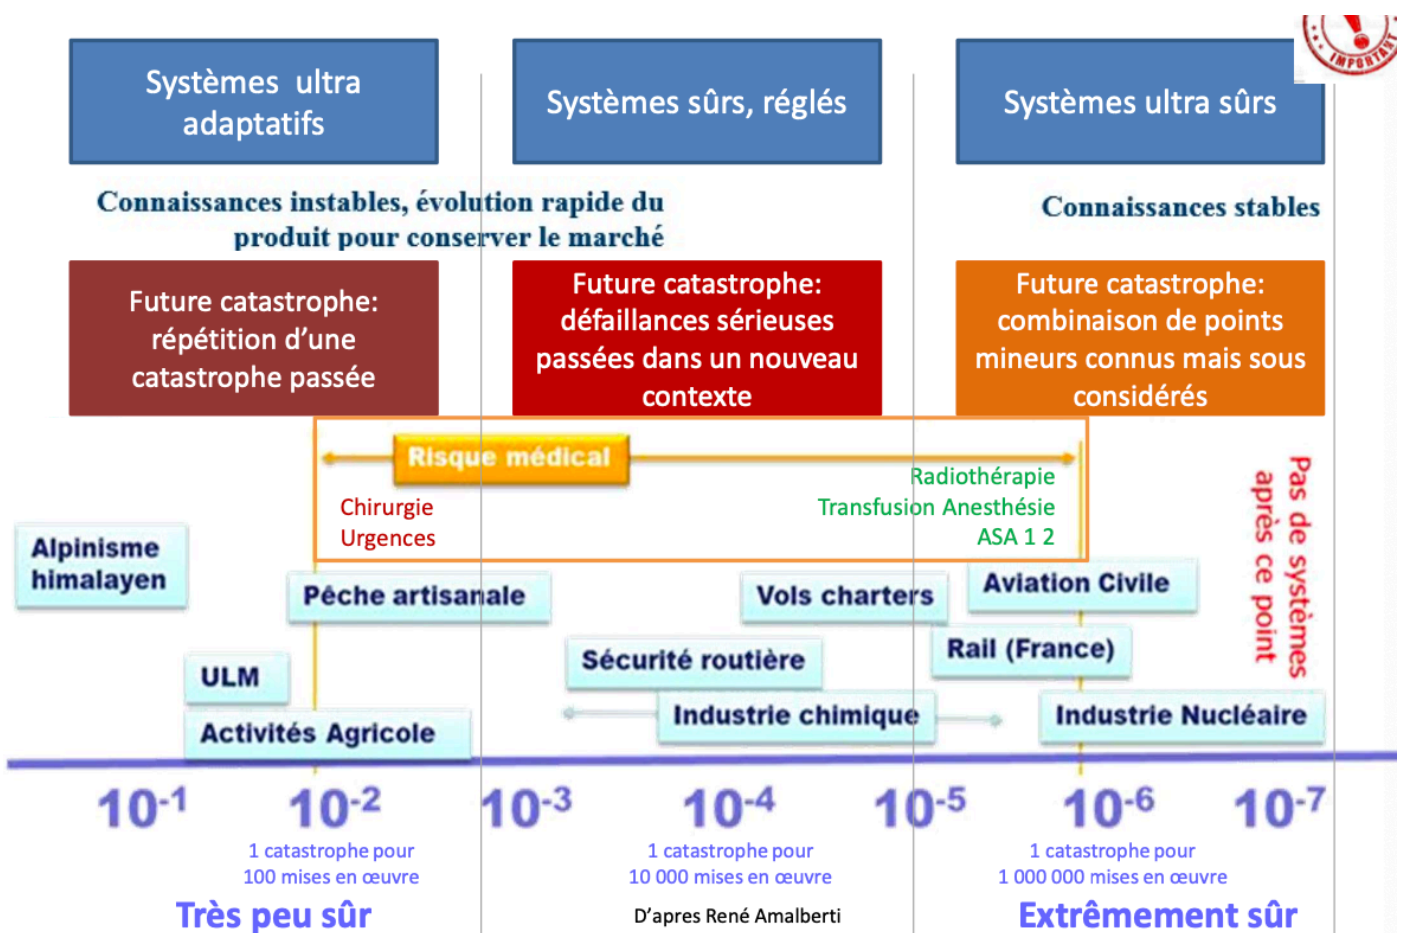 IMPORTANT
Systèmes ultra
adaptatifs
Systèmes sûrs, réglés
Systèmes ultra sûrs
Connaissances instables, évolution rapide du
produit pour conserver le marché
Connaissances stables
Future catastrophe:
répétition d’une
catastrophe passée
Future catastrophe:
défaillances sérieuses
passées dans un nouveau
contexte
Future catastrophe:
combinaison de points
mineurs connus mais sous
considérés
Risque médical
Chirurgie
Urgences
Radiothérapie
Transfusion Anesthésie
ASA 1 2
Pas de systèmes
après ce point
Alpinisme
himalayen
Pêche artisanale
Vols charters
Aviation Civile
ULM
Sécurité routière
Rail (France)
Activités Agricole
Industrie chimique
Industrie Nucléaire
10⁻¹ 10⁻² 10⁻³ 10⁻⁴ 10⁻⁵ 10⁻⁶ 10⁻⁷
1 catastrophe pour
100 mises en œuvre
1 catastrophe pour
10 000 mises en œuvre
1 catastrophe pour
1 000 000 mises en œuvre
Très peu sûr
D’apres René Amalberti
Extrêmement sûr